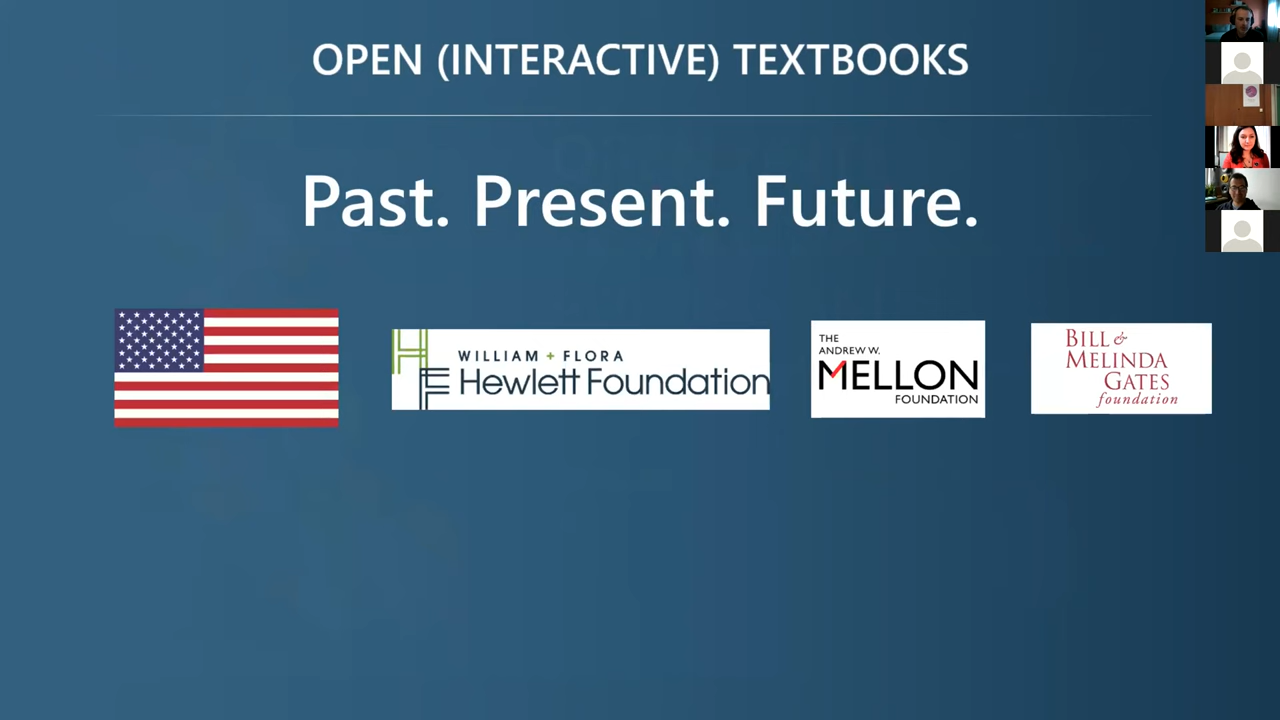 OPEN (INTERACTIVE) TEXTBOOKS
Past. Present. Future.
WILLIAM + FLORA
Hewlett Foundation
THE
ANDREW W.
MELLON
FOUNDATION
BILL &
MELINDA
GATES
foundation